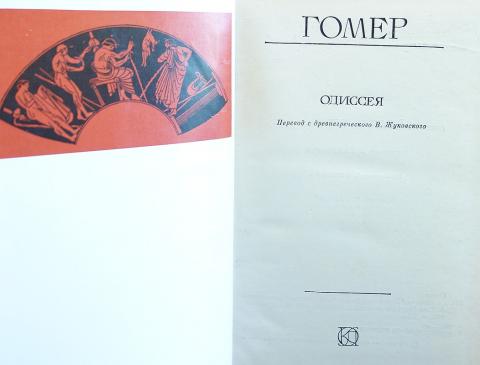 ГОМЕР
ОДИССЕЯ
Перевод с древнегреческого В. Жуковского